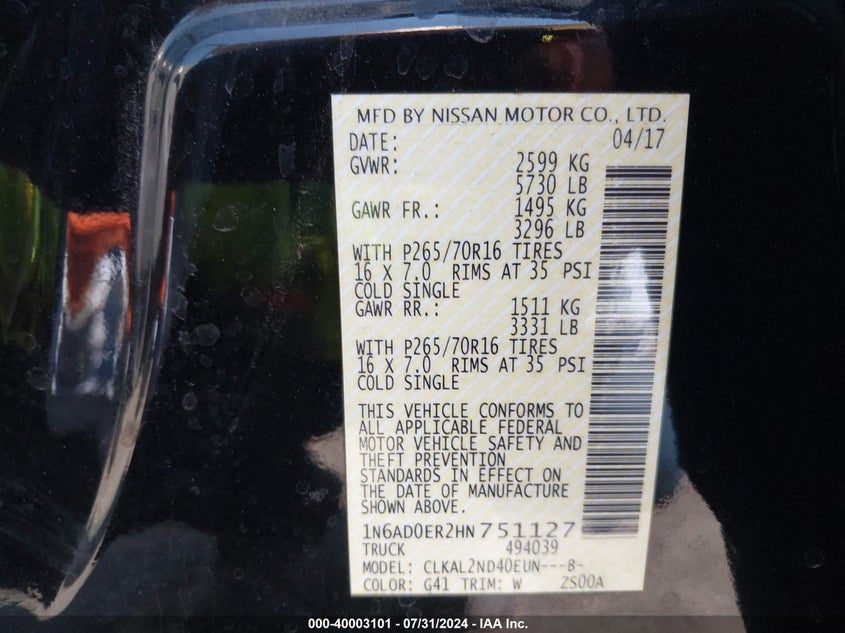 MFD BY NISSAN MOTOR CO., LTD.
DATE: 04/17
GVWR: 2599 KG
5730 LB
GAWR FR.: 1495 KG
3296 LB
WITH P265/70R16 TIRES
16 X 7.0 RIMS AT 35 PSI
COLD SINGLE
GAWR RR.: 1511 KG
3331 LB
WITH P265/70R16 TIRES
16 X 7.0 RIMS AT 35 PSI
COLD SINGLE
THIS VEHICLE CONFORMS TO
ALL APPLICABLE FEDERAL
MOTOR VEHICLE SAFETY AND
THEFT PREVENTION
STANDARDS IN EFFECT ON
THE DATE OF MANUFACTURE
SHOWN ABOVE.
1N6AD0ER2HN751127
TRUCK 494039
MODEL: CLKAL2ND40EUN---B-
COLOR: G41 TRIM: W ZS00A
000-40003101 - 07/31/2024 - IAA Inc.